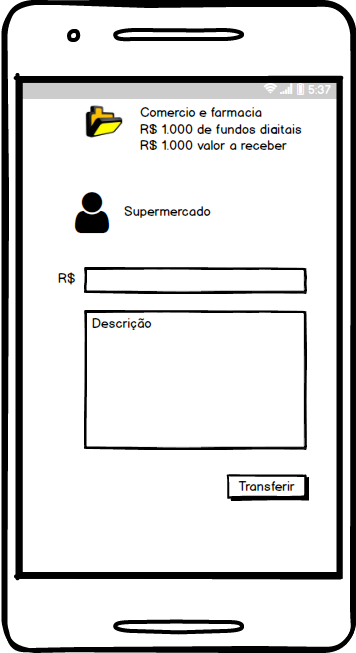 5:37
Comercio e farmacia
R$ 1.000 de fundos digitais
R$ 1.000 valor a receber
Supermercado
R$
Descrição
Transferir